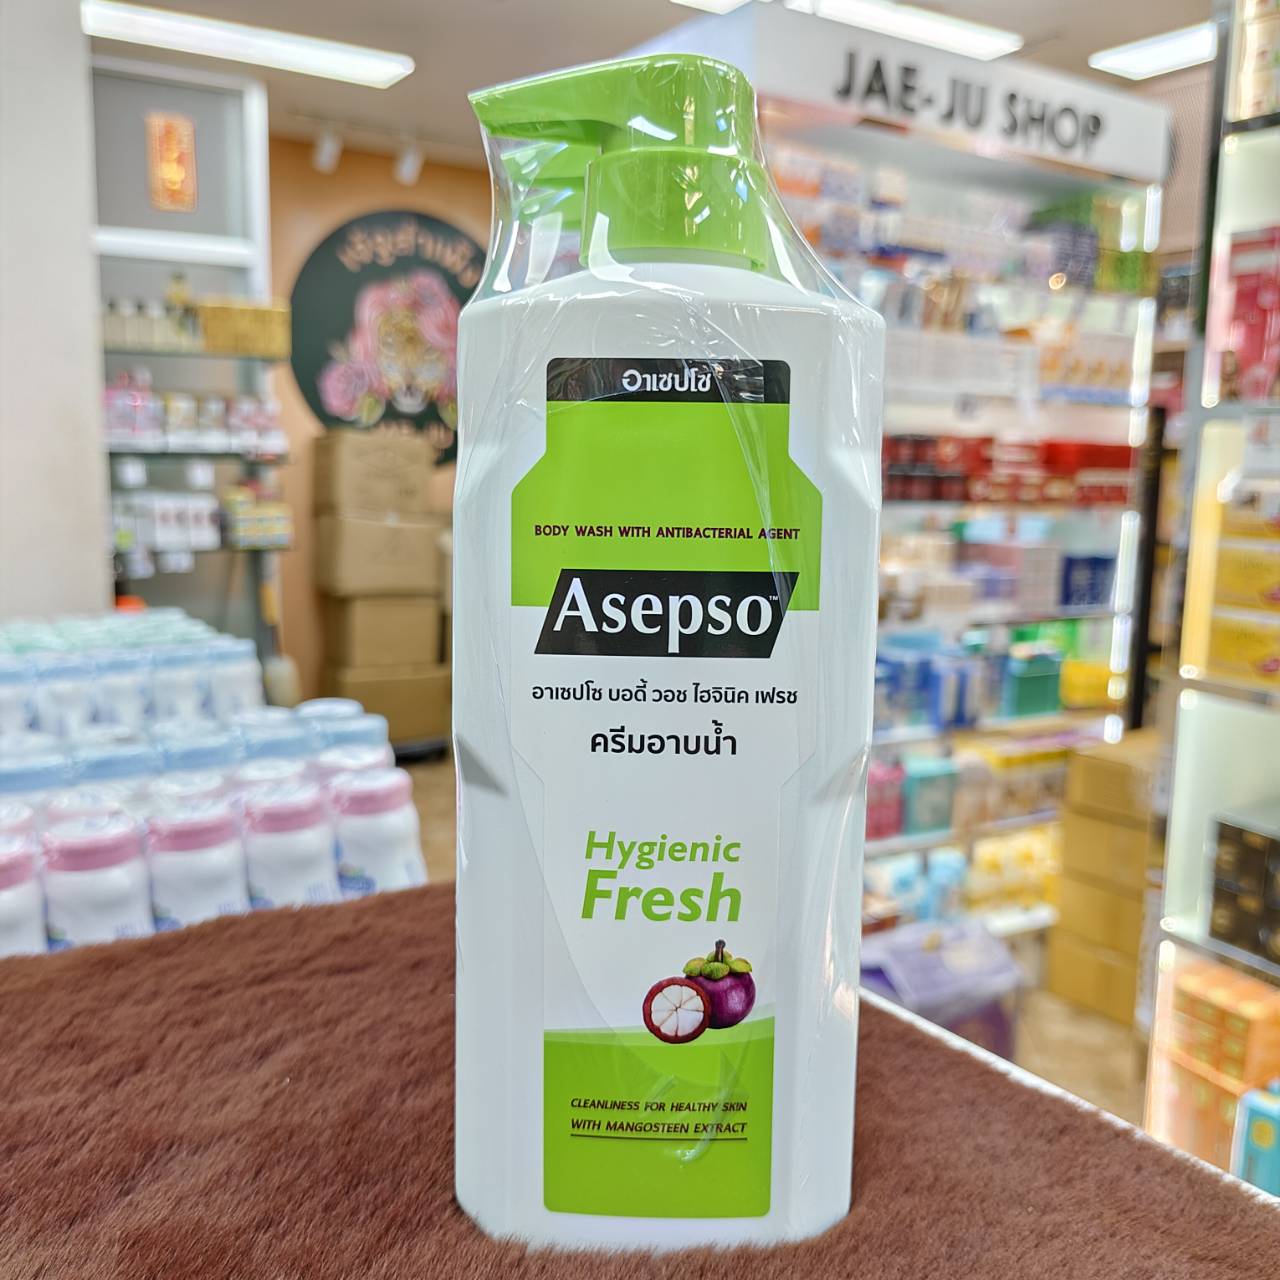 JAE-JU SHOP
อาเซปโซ
BODY WASH WITH ANTIBACTERIAL AGENT
Asepso™
อาเซปโซ บอดี้ วอช ไฮจินิค เฟรช
ครีมอาบน้ำ
Hygienic
Fresh
CLEANLINESS FOR HEALTHY SKIN
WITH MANGOSTEEN EXTRACT